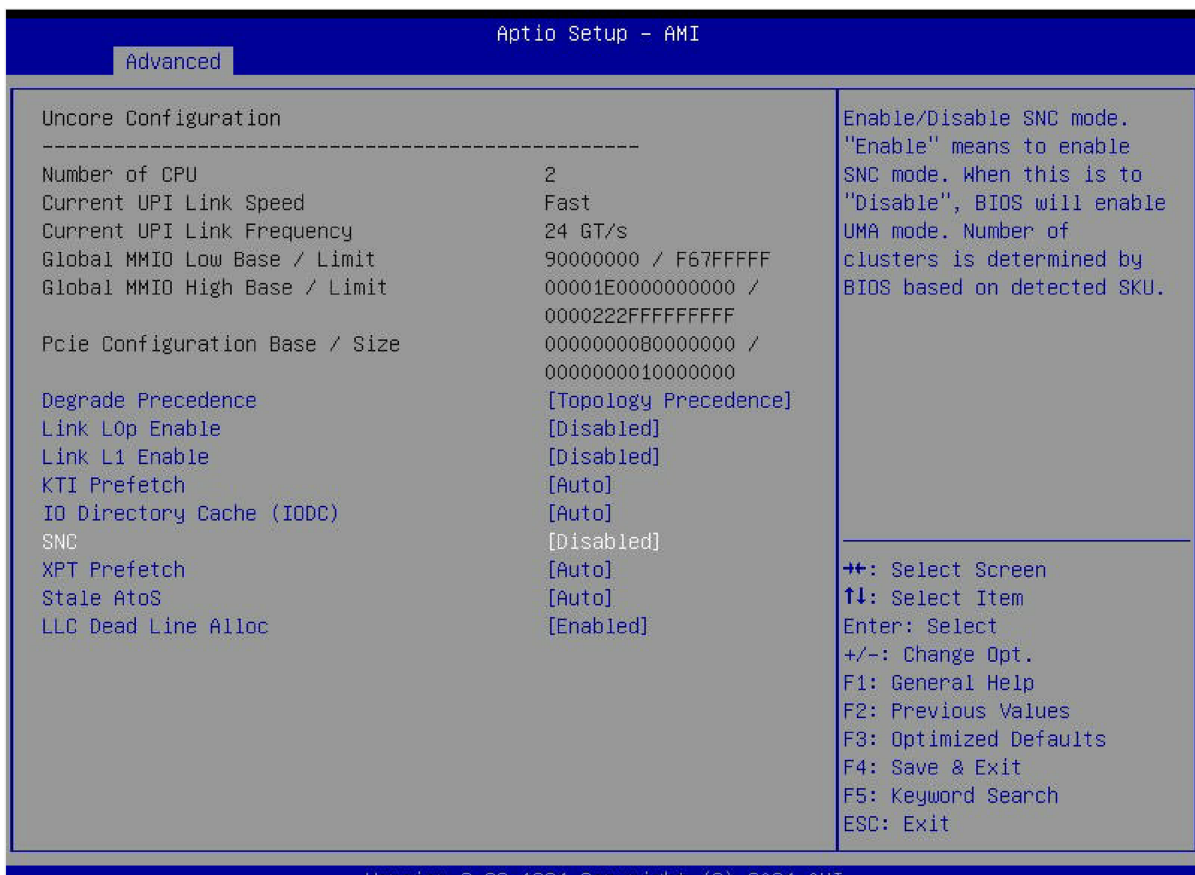 Aptio Setup – AMI
Advanced
Uncore Configuration
--------------------------------------------------
Number of CPU 2
Current UPI Link Speed Fast
Current UPI Link Frequency 24 GT/s
Global MMIO Low Base / Limit 90000000 / F67FFFFF
Global MMIO High Base / Limit 00001E0000000000 /
0000222FFFFFFFFF
Pcie Configuration Base / Size 0000000080000000 /
0000000010000000
Degrade Precedence [Topology Precedence]
Link L0p Enable [Disabled]
Link L1 Enable [Disabled]
KTI Prefetch [Auto]
IO Directory Cache (IODC) [Auto]
SNC [Disabled]
XPT Prefetch [Auto]
Stale AtoS [Auto]
LLC Dead Line Alloc [Enabled]
Enable/Disable SNC mode.
"Enable" means to enable
SNC mode. When this is to
"Disable", BIOS will enable
UMA mode. Number of
clusters is determined by
BIOS based on detected SKU.
→←: Select Screen
↑↓: Select Item
Enter: Select
+/-: Change Opt.
F1: General Help
F2: Previous Values
F3: Optimized Defaults
F4: Save & Exit
F5: Keyword Search
ESC: Exit